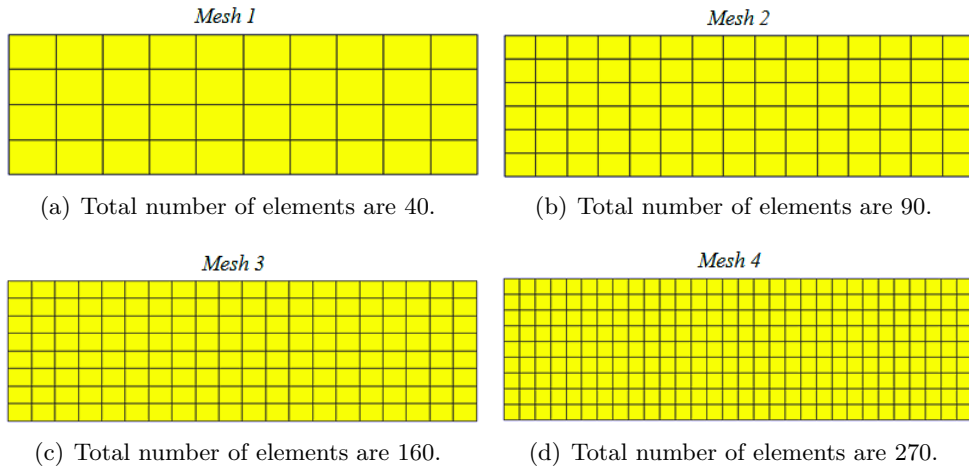 Mesh 1
Mesh 2
(a) Total number of elements are 40.
(b) Total number of elements are 90.
Mesh 3
Mesh 4
(c) Total number of elements are 160.
(d) Total number of elements are 270.